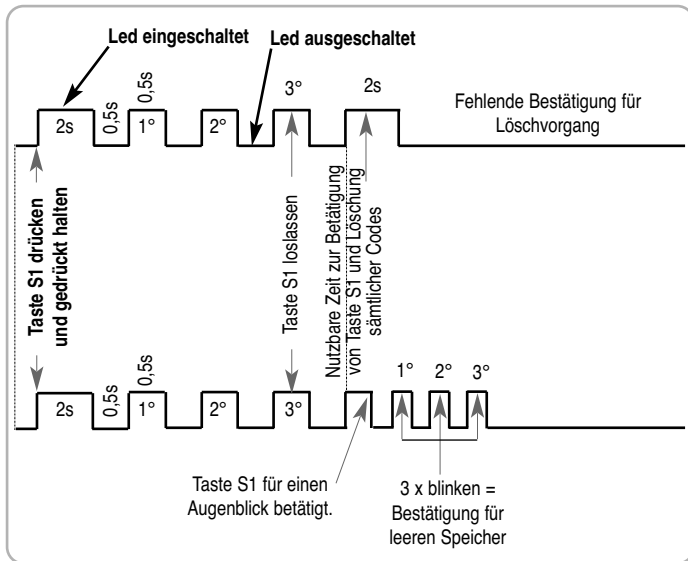 Led eingeschaltet
Led ausgeschaltet
2s
0,5s
0,5s
1°
2°
3°
2s
Fehlende Bestätigung für
Löschvorgang
Taste S1 drücken
und gedrückt halten
Taste S1 loslassen
Nutzbare Zeit zur Betätigung
von Taste S1 und Löschung
sämtlicher Codes
2s
0,5s
0,5s
1°
2°
3°
1°
2°
3°
Taste S1 für einen
Augenblick betätigt.
3 x blinken =
Bestätigung für
leeren Speicher